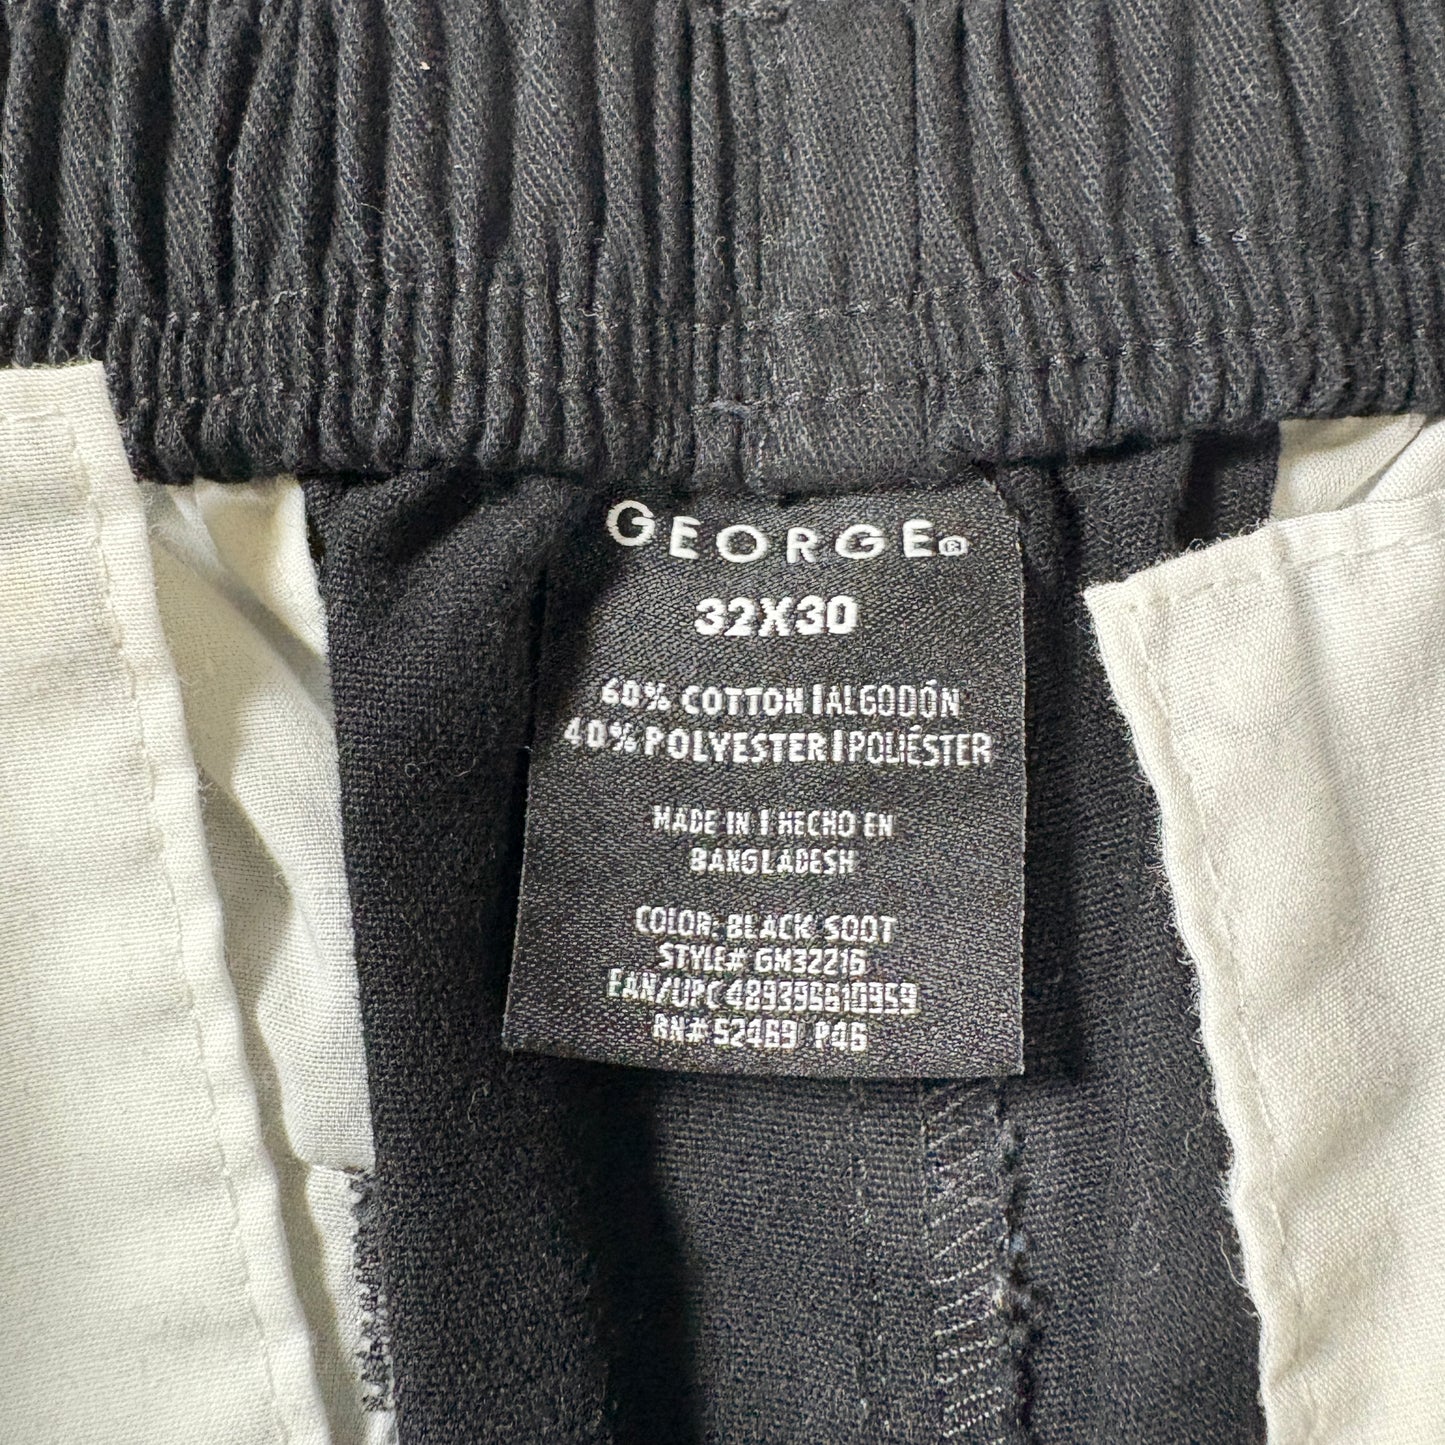 GEORGE®
32X30
60% COTTON | ALGODÓN
40% POLYESTER | POLIÉSTER
MADE IN | HECHO EN
BANGLADESH
COLOR: BLACK SOOT
STYLE# GM32216
EAN/UPC 489396610959
RN# 52469 P46